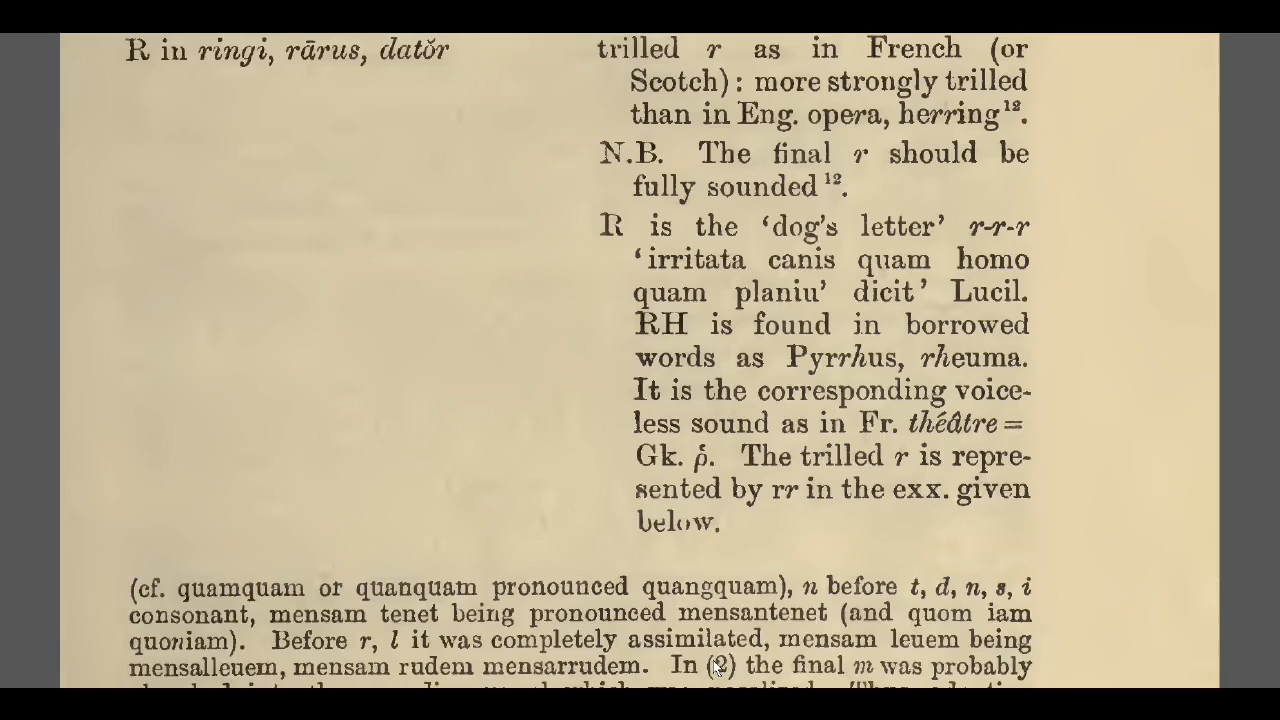 R in ringi, rārus, datŏr
trilled r as in French (or
Scotch): more strongly trilled
than in Eng. opera, herring¹².
N.B. The final r should be
fully sounded¹².
R is the ‘dog's letter’ r-r-r
‘irritata canis quam homo
quam planiu’ dicit’ Lucil.
RH is found in borrowed
words as Pyrrhus, rheuma.
It is the corresponding voice-
less sound as in Fr. théâtre =
Gk. ῥ. The trilled r is repre-
sented by rr in the exx. given
below.
(cf. quamquam or quanquam pronounced quangquam), n before t, d, n, s, i
consonant, mensam tenet being pronounced mensantenet (and quom iam
quoniam). Before r, l it was completely assimilated, mensam leuem being
mensalleuem, mensam rudem mensarrudem. In (2) the final m was probably